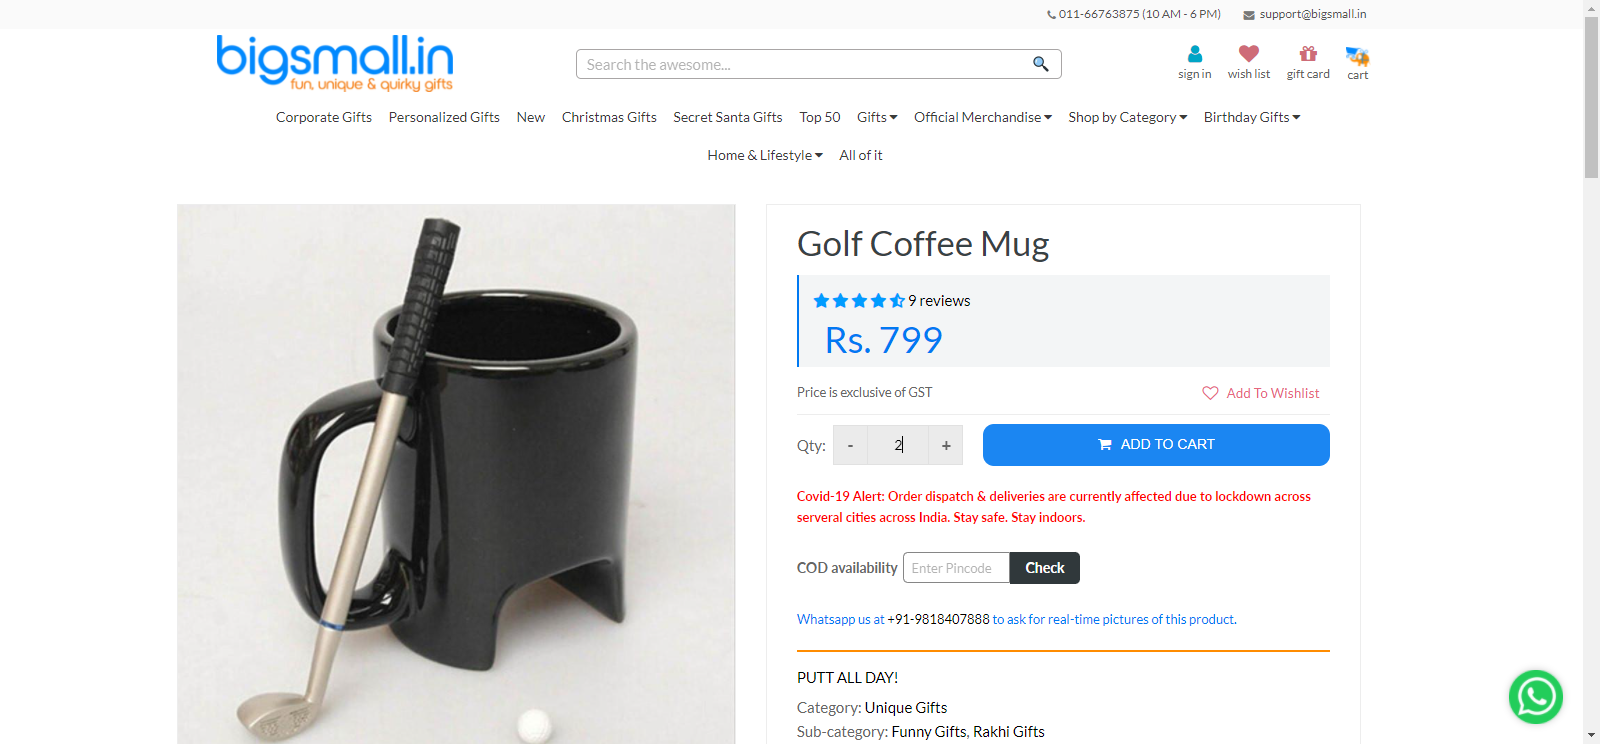 011-66763875 (10 AM - 6 PM) support@bigsmall.in
bigsmall.in
fun, unique & quirky gifts
Search the awesome...
sign in wish list gift card cart
Corporate Gifts Personalized Gifts New Christmas Gifts Secret Santa Gifts Top 50 Gifts Official Merchandise Shop by Category Birthday Gifts
Home & Lifestyle All of it
Golf Coffee Mug
9 reviews
Rs. 799
Price is exclusive of GST Add To Wishlist
Qty: - 2 + ADD TO CART
Covid-19 Alert: Order dispatch & deliveries are currently affected due to lockdown across
serveral cities across India. Stay safe. Stay indoors.
COD availability Enter Pincode Check
Whatsapp us at +91-9818407888 to ask for real-time pictures of this product.
PUTT ALL DAY!
Category: Unique Gifts
Sub-category: Funny Gifts, Rakhi Gifts